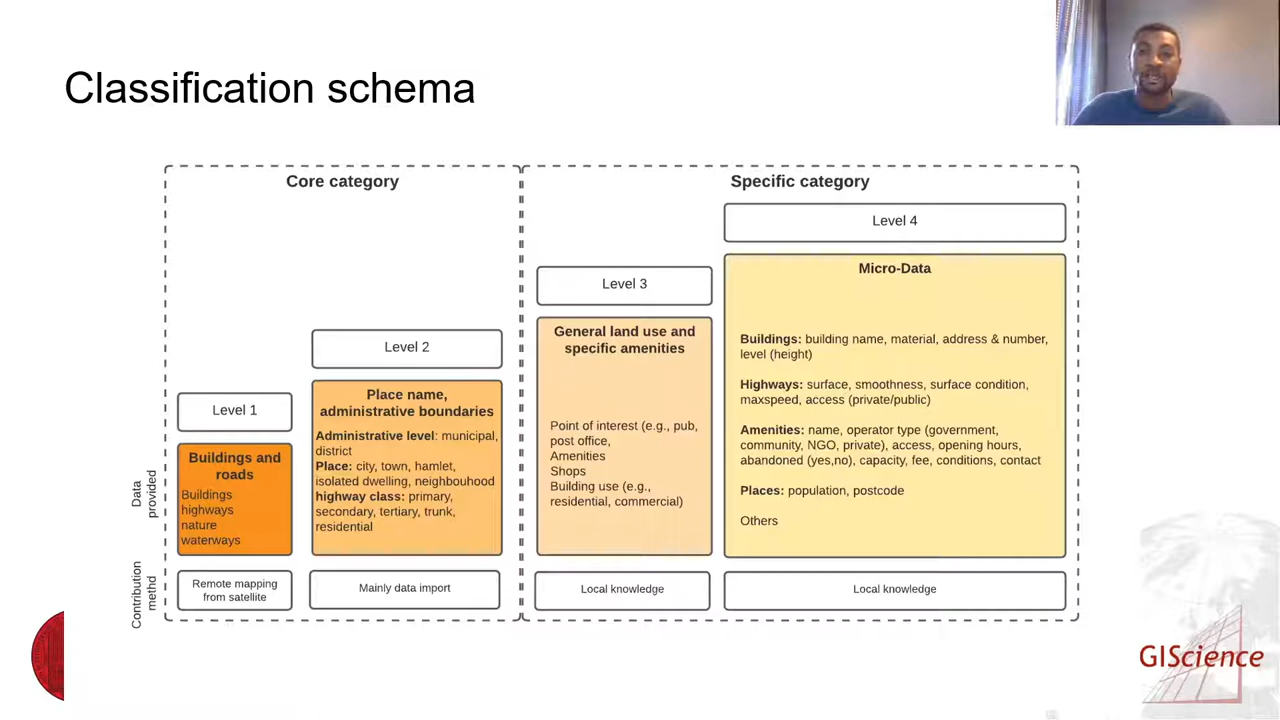 Classification schema
Core category
Specific category
Level 4
Micro-Data
Buildings: building name, material, address & number,
level (height)
Highways: surface, smoothness, surface condition,
maxspeed, access (private/public)
Amenities: name, operator type (government,
community, NGO, private), access, opening hours,
abandoned (yes,no), capacity, fee, conditions, contact
Places: population, postcode
Others
Level 3
General land use and
specific amenities
Point of interest (e.g., pub,
post office,
Amenities
Shops
Building use (e.g.,
residential, commercial)
Level 2
Place name,
administrative boundaries
Administrative level: municipal,
district
Place: city, town, hamlet,
isolated dwelling, neighbouhood
highway class: primary,
secondary, tertiary, trunk,
residential
Level 1
Buildings and
roads
Buildings
highways
nature
waterways
Data
provided
Contribution
methd
Remote mapping
from satellite
Mainly data import
Local knowledge
Local knowledge
GIScience